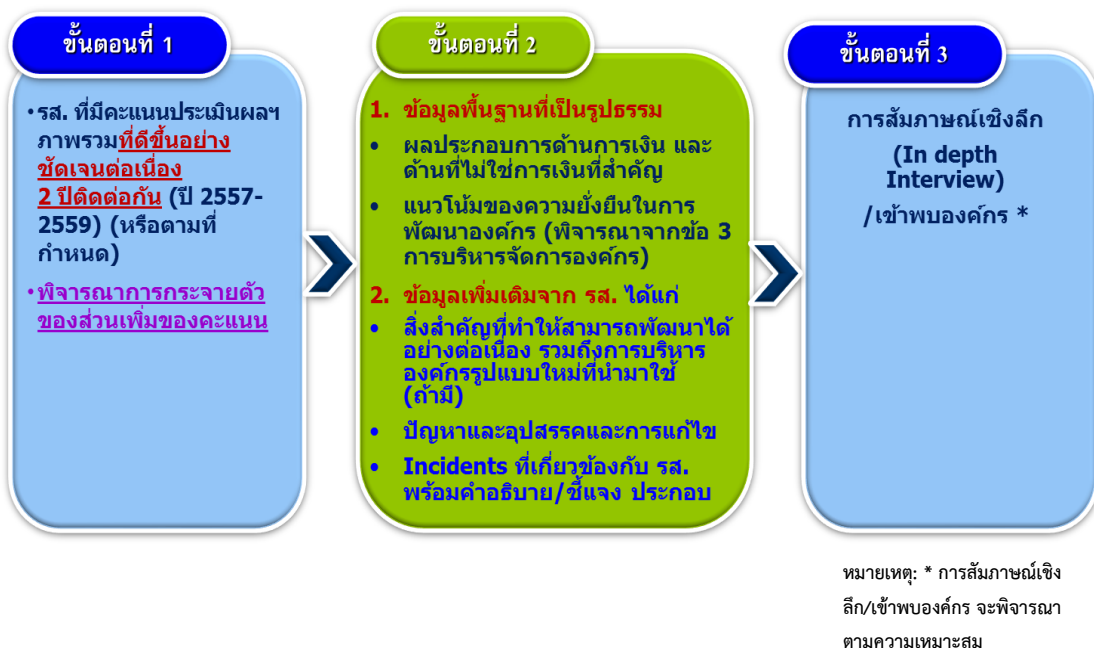 ขั้นตอนที่ 1
•รส. ที่มีคะแนนประเมินผลฯ
ภาพรวมที่ดีขึ้นอย่าง
ชัดเจนต่อเนื่อง
2 ปีติดต่อกัน (ปี 2557-
2559) (หรือตามที่
กำหนด)
•พิจารณาการกระจายตัว
ของส่วนเพิ่มของคะแนน
ขั้นตอนที่ 2
1. ข้อมูลพื้นฐานที่เป็นรูปธรรม
• ผลประกอบการด้านการเงิน และ
ด้านที่ไม่ใช่การเงินที่สำคัญ
• แนวโน้มของความยั่งยืนในการ
พัฒนาองค์กร (พิจารณาจากข้อ 3
การบริหารจัดการองค์กร)
2. ข้อมูลเพิ่มเติมจาก รส. ได้แก่
• สิ่งสำคัญที่ทำให้สามารถพัฒนาได้
อย่างต่อเนื่อง รวมถึงการบริหาร
องค์กรรูปแบบใหม่ที่นำมาใช้
(ถ้ามี)
• ปัญหาและอุปสรรคและการแก้ไข
• Incidents ที่เกี่ยวข้องกับ รส.
พร้อมคำอธิบาย/ชี้แจง ประกอบ
ขั้นตอนที่ 3
การสัมภาษณ์เชิงลึก
(In depth
Interview)
/เข้าพบองค์กร *
หมายเหตุ: * การสัมภาษณ์เชิง
ลึก/เข้าพบองค์กร จะพิจารณา
ตามความเหมาะสม